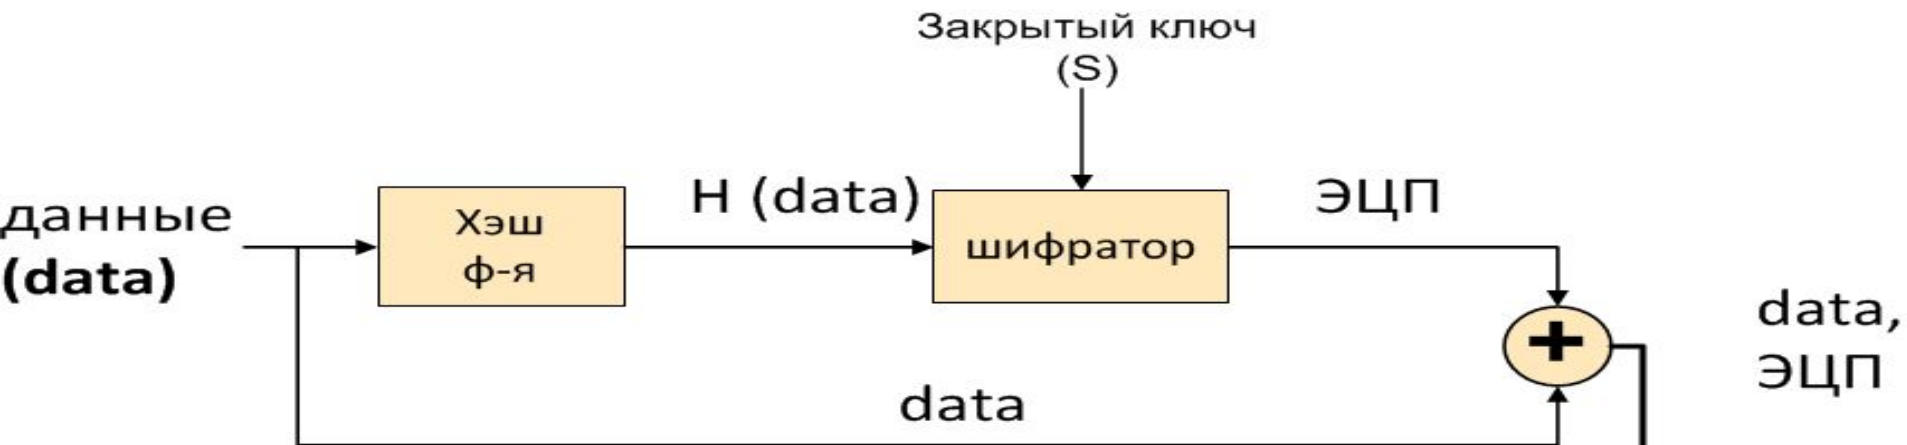 Закрытый ключ
(S)
данные
(data)
Хэш
ф-я
H (data)
шифратор
ЭЦП
+
data,
ЭЦП
data